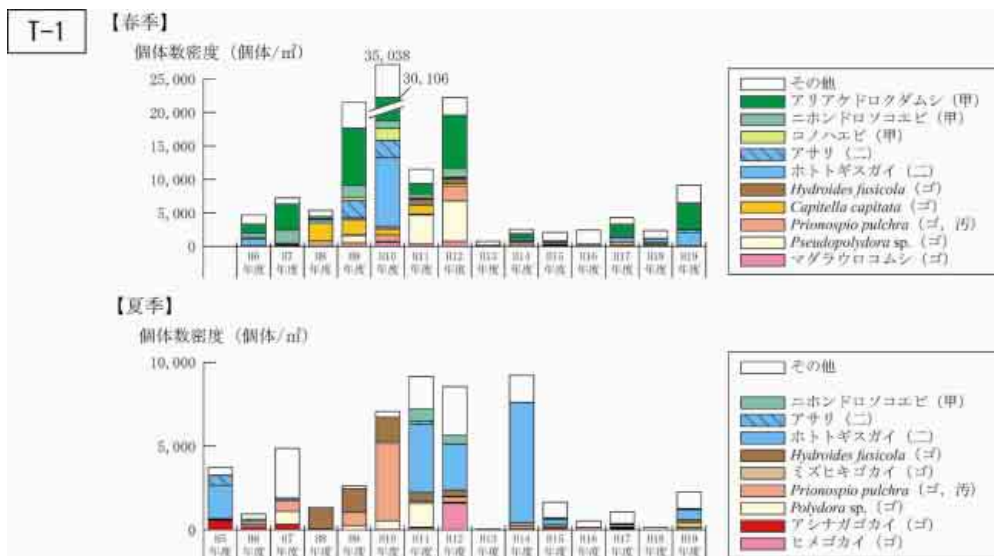 T-1
【春季】
個体数密度（個体/㎡）
35,038
30,106
25,000
20,000
15,000
10,000
5,000
0
H6年度 H7年度 H8年度 H9年度 H10年度 H11年度 H12年度 H13年度 H14年度 H15年度 H16年度 H17年度 H18年度 H19年度
その他
アリアケドロクダムシ（甲）
ニホンドロソコエビ（甲）
コノハエビ（甲）
アサリ（二）
ホトトギスガイ（二）
Hydroides fusicola（ゴ）
Capitella capitata（ゴ）
Prionospio pulchra（ゴ, 汚）
Pseudopolydora sp.（ゴ）
マダラウロコムシ（ゴ）
【夏季】
個体数密度（個体/㎡）
10,000
5,000
0
H5年度 H6年度 H7年度 H8年度 H9年度 H10年度 H11年度 H12年度 H13年度 H14年度 H15年度 H16年度 H17年度 H18年度 H19年度
その他
ニホンドロソコエビ（甲）
アサリ（二）
ホトトギスガイ（二）
Hydroides fusicola（ゴ）
ミズヒキゴカイ（ゴ）
Prionospio pulchra（ゴ, 汚）
Polydora sp.（ゴ）
アシナガゴカイ（ゴ）
ヒメゴカイ（ゴ）